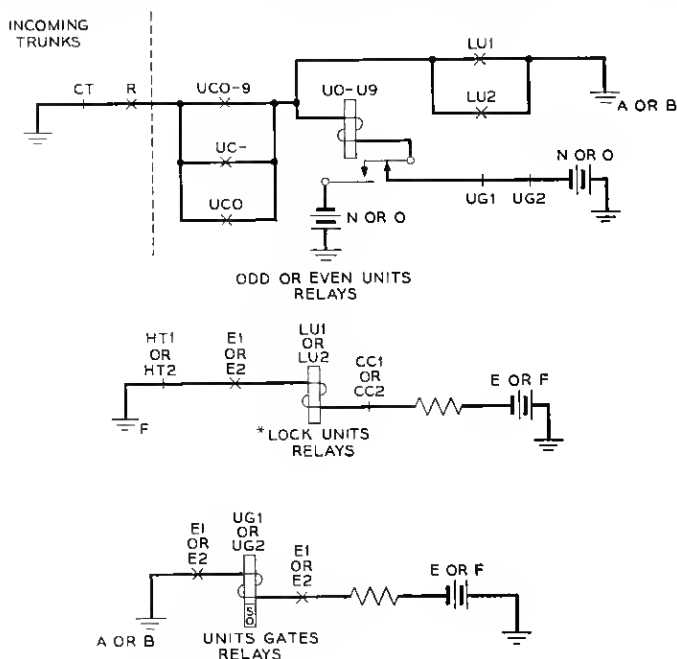 INCOMING
TRUNKS
CT
R
UCO-9
UC-
UCO
UO-U9
LU1
LU2
A OR B
N OR O
UG1
UG2
N OR O
ODD OR EVEN UNITS
RELAYS
HT1
OR
HT2
E1
OR
E2
LU1
OR
LU2
CC1
OR
CC2
E OR F
F
*LOCK UNITS
RELAYS
E1
OR
E2
UG1
OR
UG2
E1
OR
E2
E OR F
SO
A OR B
UNITS GATES
RELAYS